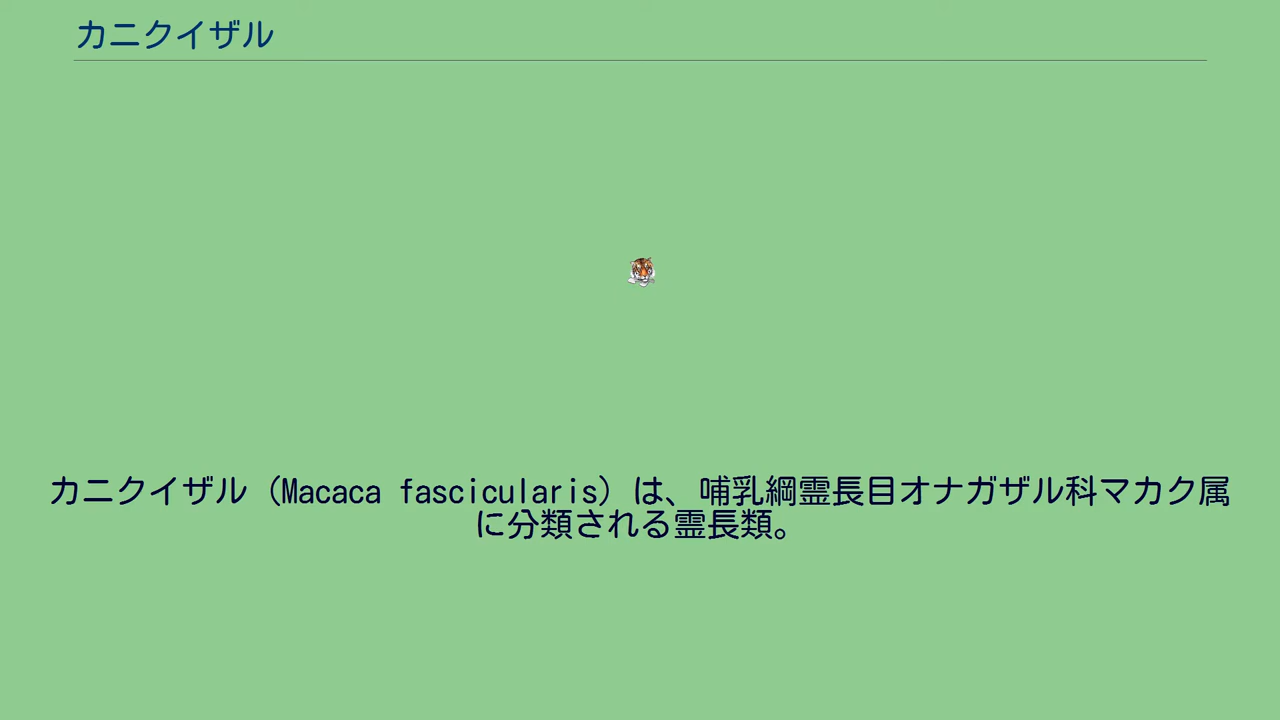 カニクイザル
カニクイザル（Macaca fascicularis）は、哺乳綱霊長目オナガザル科マカク属
に分類される霊長類。